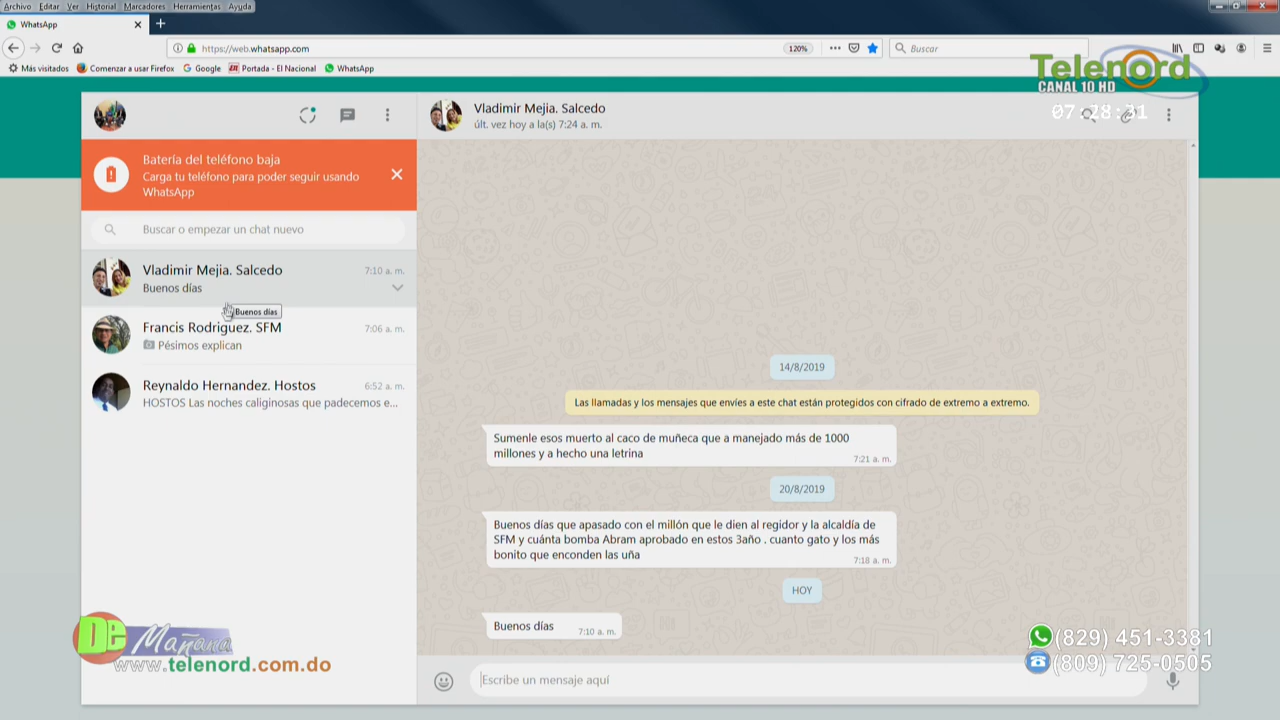 Archivo Editar Ver Historial Marcadores Herramientas Ayuda
WhatsApp
https://web.whatsapp.com
120%
Buscar
Más visitados
Comenzar a usar Firefox
Google
Portada - El Nacional
WhatsApp
Telenord
CANAL 10 HD
07:28:31
Vladimir Mejia. Salcedo
últ. vez hoy a la(s) 7:24 a. m.
Batería del teléfono baja
Carga tu teléfono para poder seguir usando
WhatsApp
Buscar o empezar un chat nuevo
Vladimir Mejia. Salcedo
7:10 a. m.
Buenos días
Buenos días
Francis Rodriguez. SFM
7:06 a. m.
Pésimos explican
Reynaldo Hernandez. Hostos
6:52 a. m.
HOSTOS Las noches caliginosas que padecemos e...
14/8/2019
Las llamadas y los mensajes que envíes a este chat están protegidos con cifrado de extremo a extremo.
Sumenle esos muerto al caco de muñeca que a manejado más de 1000
millones y a hecho una letrina
7:21 a. m.
20/8/2019
Buenos días que apasado con el millón que le dien al regidor y la alcaldía de
SFM y cuánta bomba Abram aprobado en estos 3año . cuanto gato y los más
bonito que enconden las uña
7:18 a. m.
HOY
Buenos días
7:10 a. m.
Escribe un mensaje aquí
De Mañana
www.telenord.com.do
(829) 451-3381
(809) 725-0505